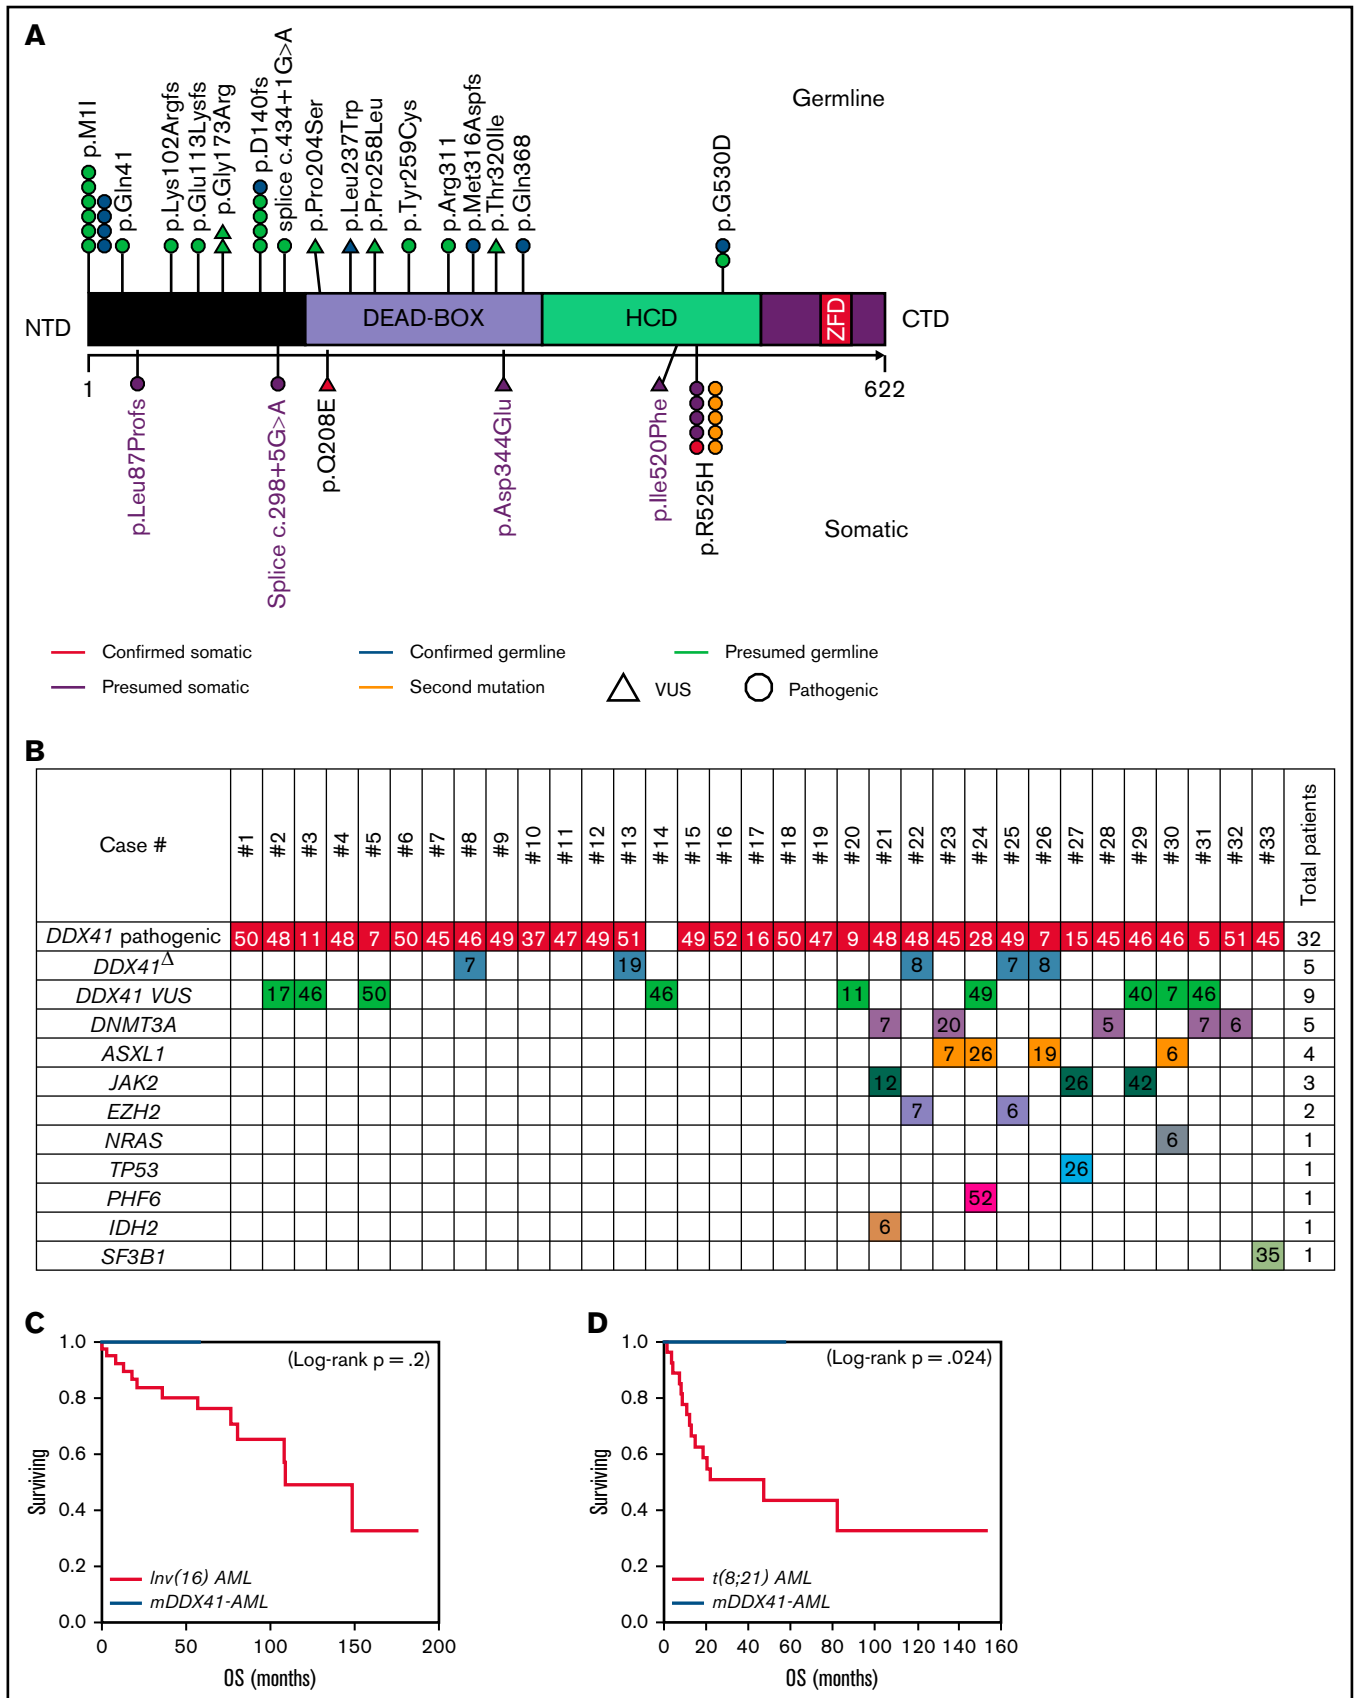 A
Germline
p.M1I
p.Gln41
p.Lys102Argfs
p.Glu113Lysfs
p.Gly173Arg
p.D140fs
splice c.434+1G>A
p.Pro204Ser
p.Leu237Trp
p.Pro258Leu
p.Tyr259Cys
p.Arg311
p.Met316Aspfs
p.Thr320Ile
p.Gln368
p.G530D
NTD
DEAD-BOX
HCD
ZFD
CTD
1
622
p.Leu87Profs
Splice c.298+5G>A
p.Q208E
p.Asp344Glu
p.Ile520Phe
p.R525H
Somatic
Confirmed somatic
Confirmed germline
Presumed germline
Presumed somatic
Second mutation
VUS
Pathogenic
B
Case # #1 #2 #3 #4 #5 #6 #7 #8 #9 #10 #11 #12 #13 #14 #15 #16 #17 #18 #19 #20 #21 #22 #23 #24 #25 #26 #27 #28 #29 #30 #31 #32 #33 Total patients
DDX41 pathogenic 50 48 11 48 7 50 45 46 49 37 47 49 51 49 52 16 50 47 9 48 48 45 28 49 7 15 45 46 46 5 51 45 32
DDX41Δ 7 19 8 7 8 5
DDX41 VUS 17 46 50 46 11 49 40 7 46 9
DNMT3A 7 20 5 7 6 5
ASXL1 7 26 19 6 4
JAK2 12 26 42 3
EZH2 7 6 2
NRAS 6 1
TP53 26 1
PHF6 52 1
IDH2 6 1
SF3B1 35 1
C
(Log-rank p = .2)
Surviving
1.0
0.8
0.6
0.4
0.2
0.0
Inv(16) AML
mDDX41-AML
0 50 100 150 200
OS (months)
D
(Log-rank p = .024)
Surviving
1.0
0.8
0.6
0.4
0.2
0.0
t(8;21) AML
mDDX41-AML
0 20 40 60 80 100 120 140 160
OS (months)